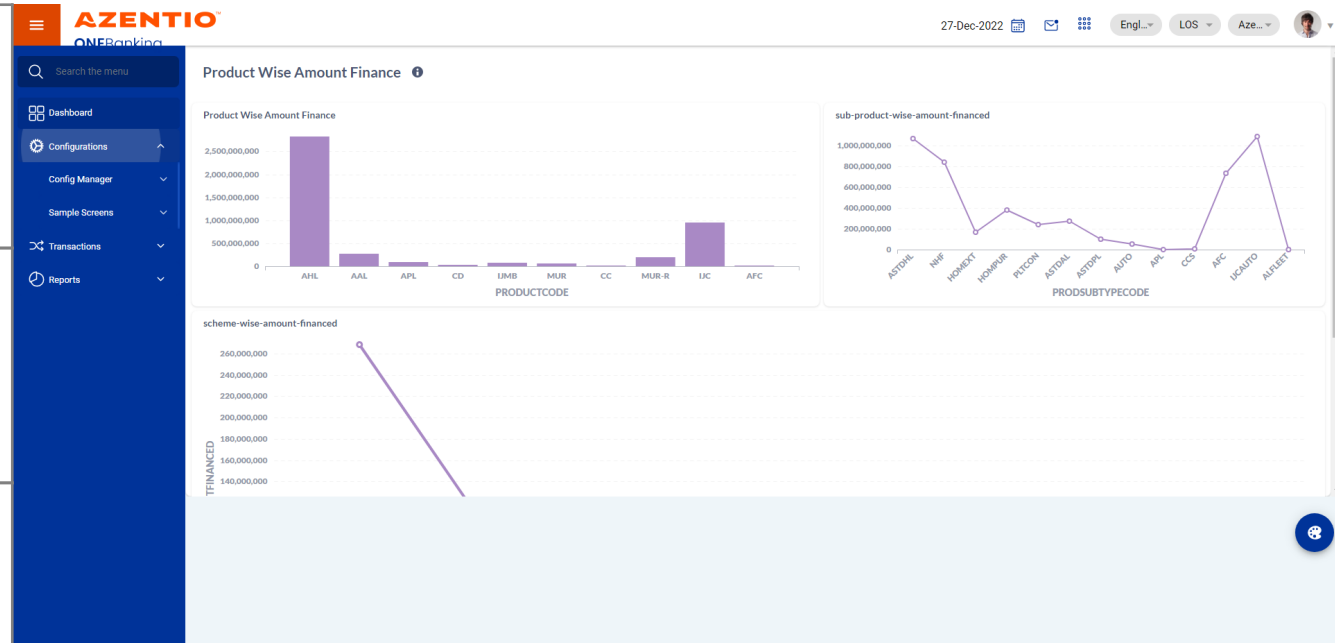 AZENTIO™
ONEBanking
27-Dec-2022
Engl...
LOS
Aze...
Search the menu
Dashboard
Configurations
Config Manager
Sample Screens
Transactions
Reports
Product Wise Amount Finance
Product Wise Amount Finance
2,500,000,000
2,000,000,000
1,500,000,000
1,000,000,000
500,000,000
0
AHL AAL APL CD IJMB MUR CC MUR-R IJC AFC
PRODUCTCODE
sub-product-wise-amount-financed
1,000,000,000
800,000,000
600,000,000
400,000,000
200,000,000
0
ASTDHL NHF HOMEXT HOMPUR PLTCON ASTDAL ASTDPL AUTO APL CCS AFC IJCAUTO ALFLEET
PRODSUBTYPECODE
scheme-wise-amount-financed
260,000,000
240,000,000
220,000,000
200,000,000
180,000,000
160,000,000
140,000,000
TFINANCED